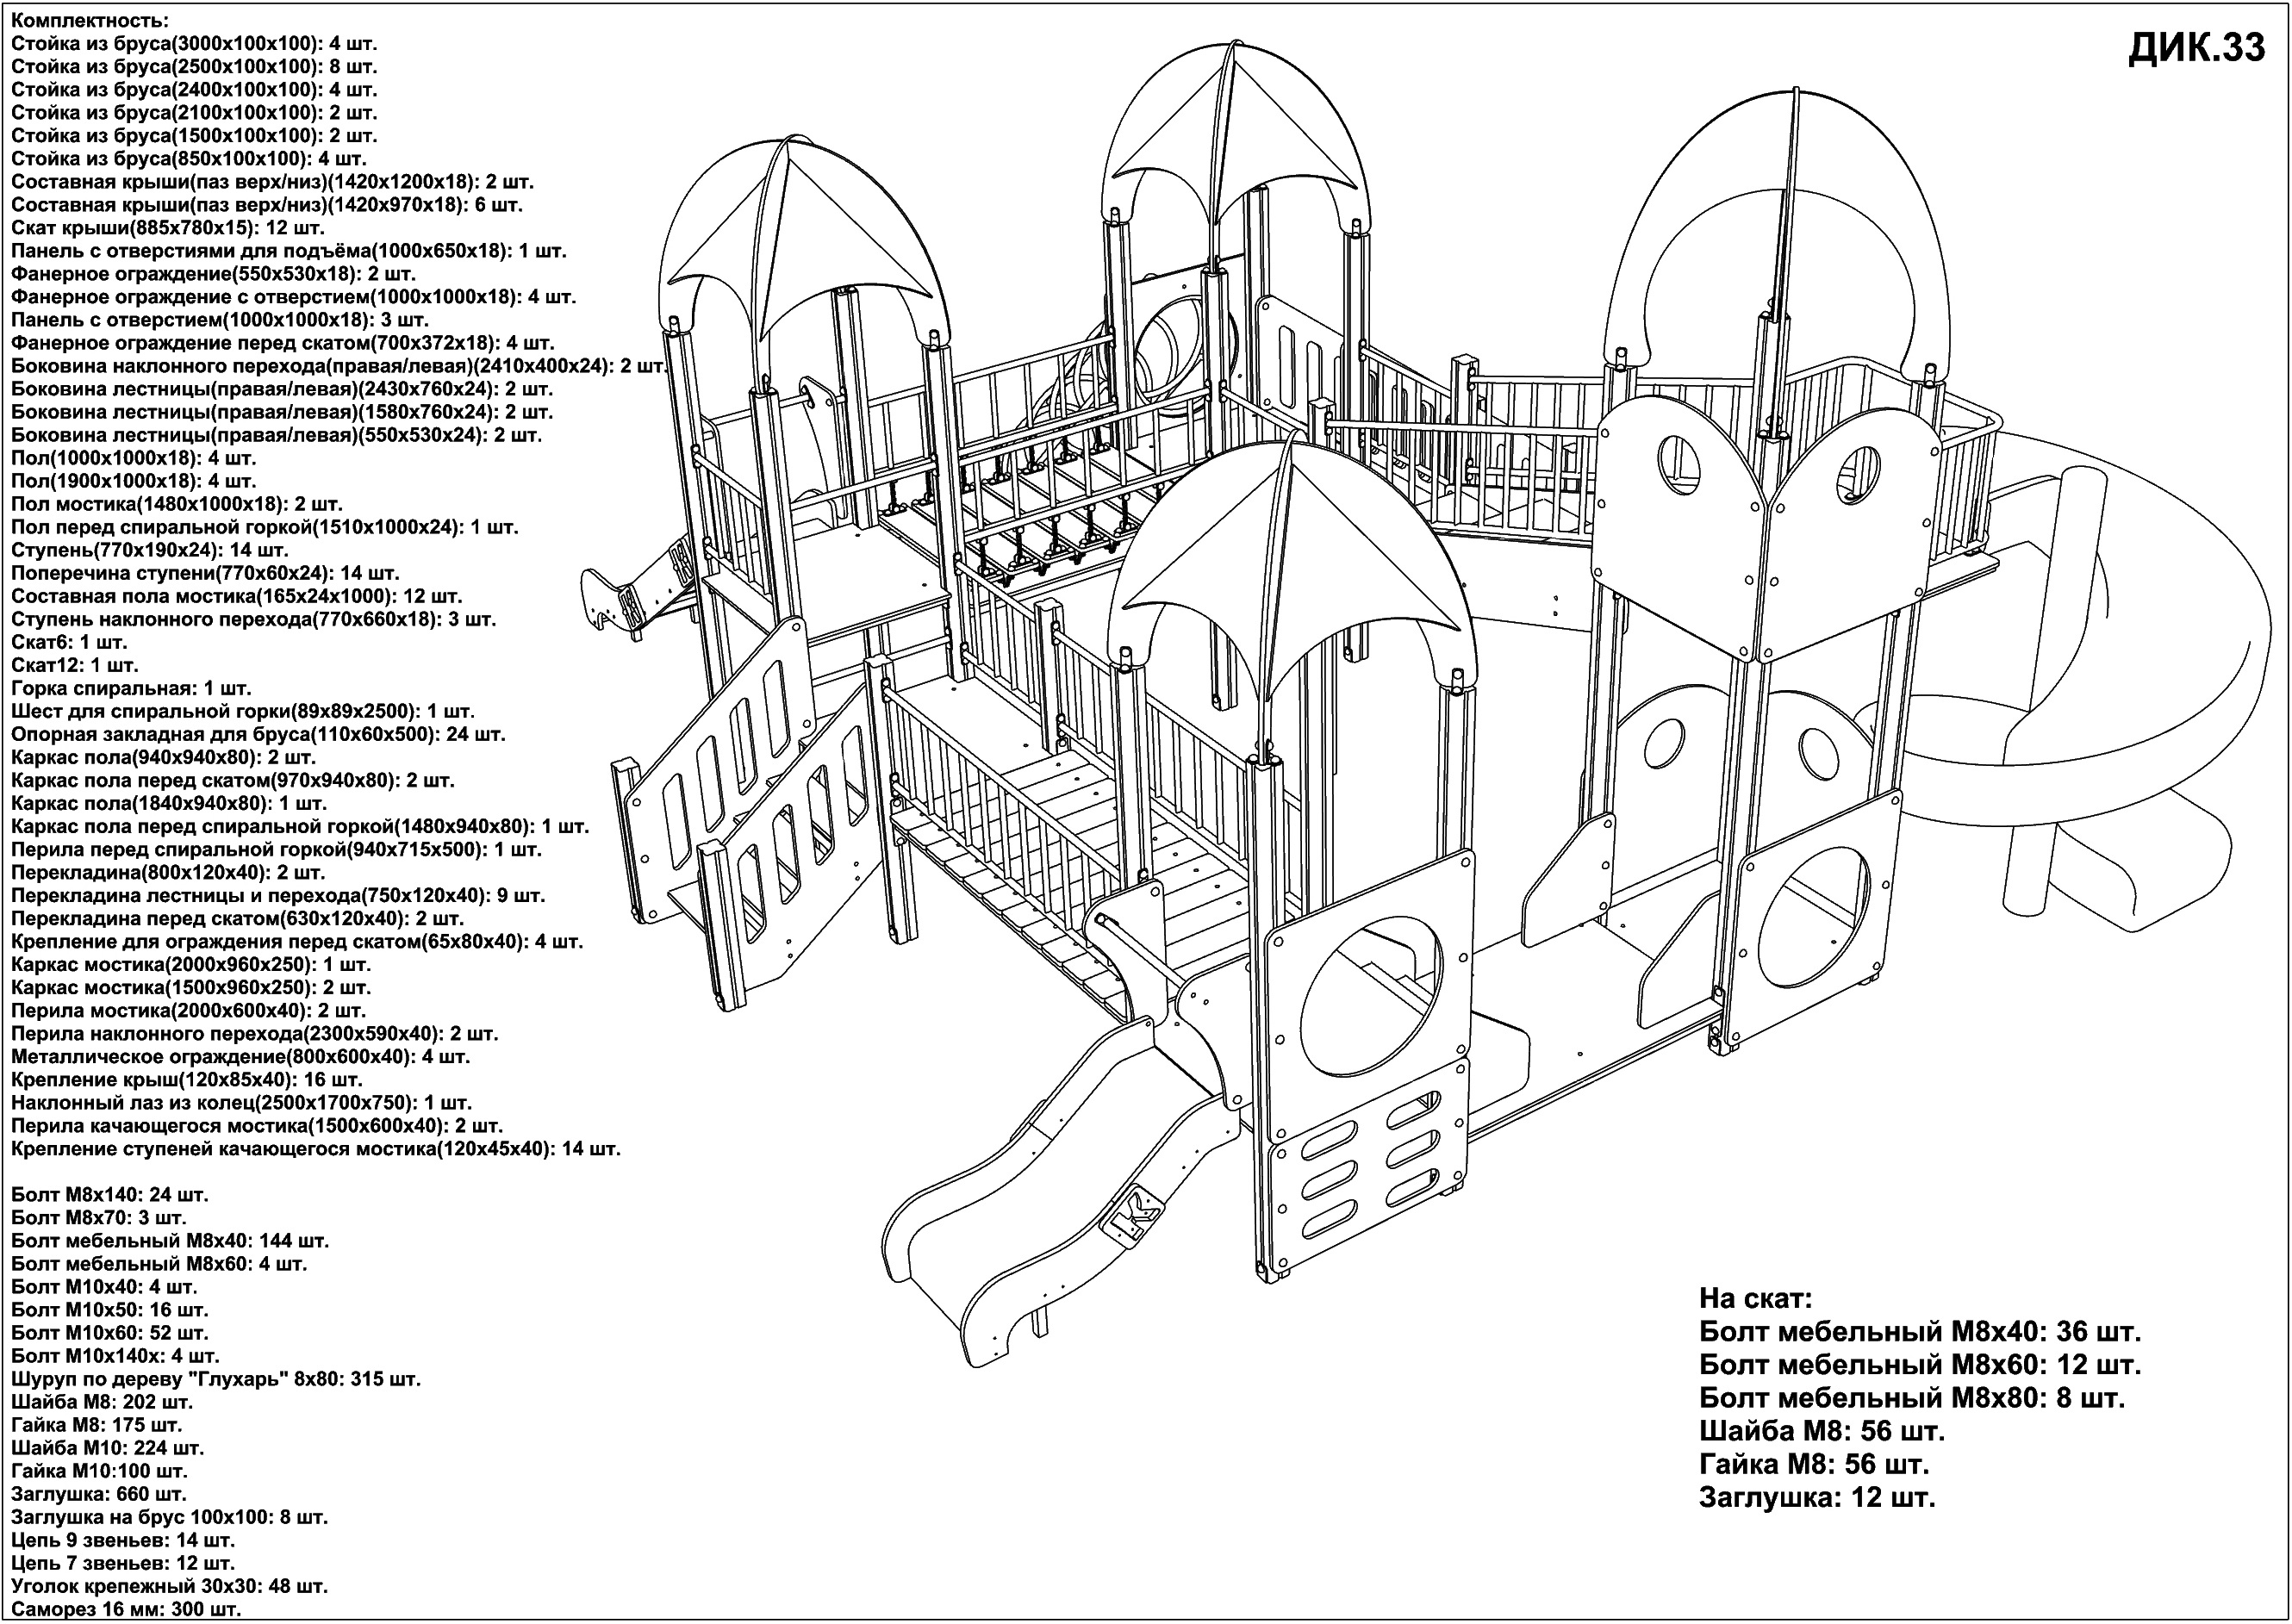 Комплектность:
Стойка из бруса(3000х100х100): 4 шт.
Стойка из бруса(2500х100х100): 8 шт.
Стойка из бруса(2400х100х100): 4 шт.
Стойка из бруса(2100х100х100): 2 шт.
Стойка из бруса(1500х100х100): 2 шт.
Стойка из бруса(850х100х100): 4 шт.
Составная крыши(паз верх/низ)(1420х1200х18): 2 шт.
Составная крыши(паз верх/низ)(1420х970х18): 6 шт.
Скат крыши(885х780х15): 12 шт.
Панель с отверстиями для подъёма(1000х650х18): 1 шт.
Фанерное ограждение(550х530х18): 2 шт.
Фанерное ограждение с отверстием(1000х1000х18): 4 шт.
Панель с отверстием(1000х1000х18): 3 шт.
Фанерное ограждение перед скатом(700х372х18): 4 шт.
Боковина наклонного перехода(правая/левая)(2410х400х24): 2 шт.
Боковина лестницы(правая/левая)(2430х760х24): 2 шт.
Боковина лестницы(правая/левая)(1580х760х24): 2 шт.
Боковина лестницы(правая/левая)(550х530х24): 2 шт.
Пол(1000х1000х18): 4 шт.
Пол(1900х1000х18): 4 шт.
Пол мостика(1480х1000х18): 2 шт.
Пол перед спиральной горкой(1510х1000х24): 1 шт.
Ступень(770х190х24): 14 шт.
Поперечина ступени(770х60х24): 14 шт.
Составная пола мостика(165х24х1000): 12 шт.
Ступень наклонного перехода(770х660х18): 3 шт.
Скат6: 1 шт.
Скат12: 1 шт.
Горка спиральная: 1 шт.
Шест для спиральной горки(89х89х2500): 1 шт.
Опорная закладная для бруса(110х60х500): 24 шт.
Каркас пола(940х940х80): 2 шт.
Каркас пола перед скатом(970х940х80): 2 шт.
Каркас пола(1840х940х80): 1 шт.
Каркас пола перед спиральной горкой(1480х940х80): 1 шт.
Перила перед спиральной горкой(940х715х500): 1 шт.
Перекладина(800х120х40): 2 шт.
Перекладина лестницы и перехода(750х120х40): 9 шт.
Перекладина перед скатом(630х120х40): 2 шт.
Крепление для ограждения перед скатом(65х80х40): 4 шт.
Каркас мостика(2000х960х250): 1 шт.
Каркас мостика(1500х960х250): 2 шт.
Перила мостика(2000х600х40): 2 шт.
Перила наклонного перехода(2300х590х40): 2 шт.
Металлическое ограждение(800х600х40): 4 шт.
Крепление крыш(120х85х40): 16 шт.
Наклонный лаз из колец(2500х1700х750): 1 шт.
Перила качающегося мостика(1500х600х40): 2 шт.
Крепление ступеней качающегося мостика(120х45х40): 14 шт.
Болт М8х140: 24 шт.
Болт М8х70: 3 шт.
Болт мебельный М8х40: 144 шт.
Болт мебельный М8х60: 4 шт.
Болт М10х40: 4 шт.
Болт М10х50: 16 шт.
Болт М10х60: 52 шт.
Болт М10х140х: 4 шт.
Шуруп по дереву "Глухарь" 8х80: 315 шт.
Шайба М8: 202 шт.
Гайка М8: 175 шт.
Шайба М10: 224 шт.
Гайка М10:100 шт.
Заглушка: 660 шт.
Заглушка на брус 100х100: 8 шт.
Цепь 9 звеньев: 14 шт.
Цепь 7 звеньев: 12 шт.
Уголок крепежный 30х30: 48 шт.
Саморез 16 мм: 300 шт.
ДИК.33
На скат:
Болт мебельный М8х40: 36 шт.
Болт мебельный М8х60: 12 шт.
Болт мебельный М8х80: 8 шт.
Шайба М8: 56 шт.
Гайка М8: 56 шт.
Заглушка: 12 шт.